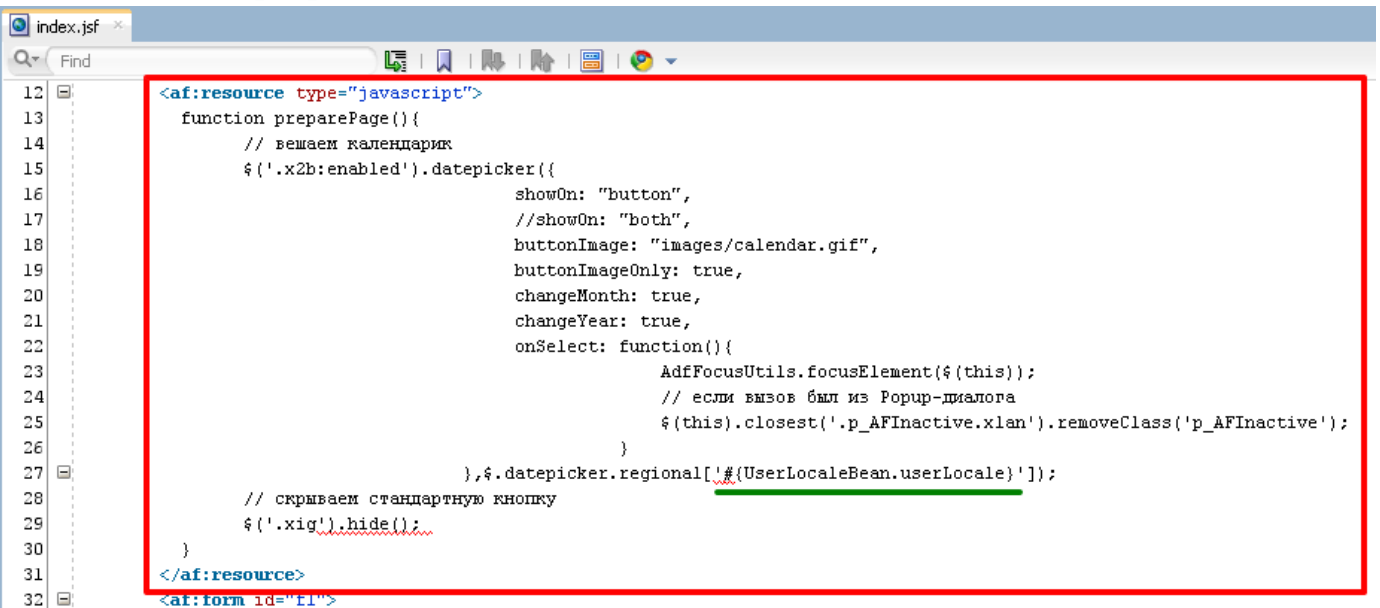 index.jsf
Find
12 <af:resource type="javascript">
13 function preparePage(){
14 // вешаем календарик
15 $('.x2b:enabled').datepicker({
16 showOn: "button",
17 //showOn: "both",
18 buttonImage: "images/calendar.gif",
19 buttonImageOnly: true,
20 changeMonth: true,
21 changeYear: true,
22 onSelect: function(){
23 AdfFocusUtils.focusElement($(this));
24 // если вызов был из Popup-диалога
25 $(this).closest('.p_AFInactive.xlan').removeClass('p_AFInactive');
26 }
27 },$.datepicker.regional['#{UserLocaleBean.userLocale}']);
28 // скрываем стандартную кнопку
29 $('.xig').hide();
30 }
31 </af:resource>
32 <af:form id="f1">